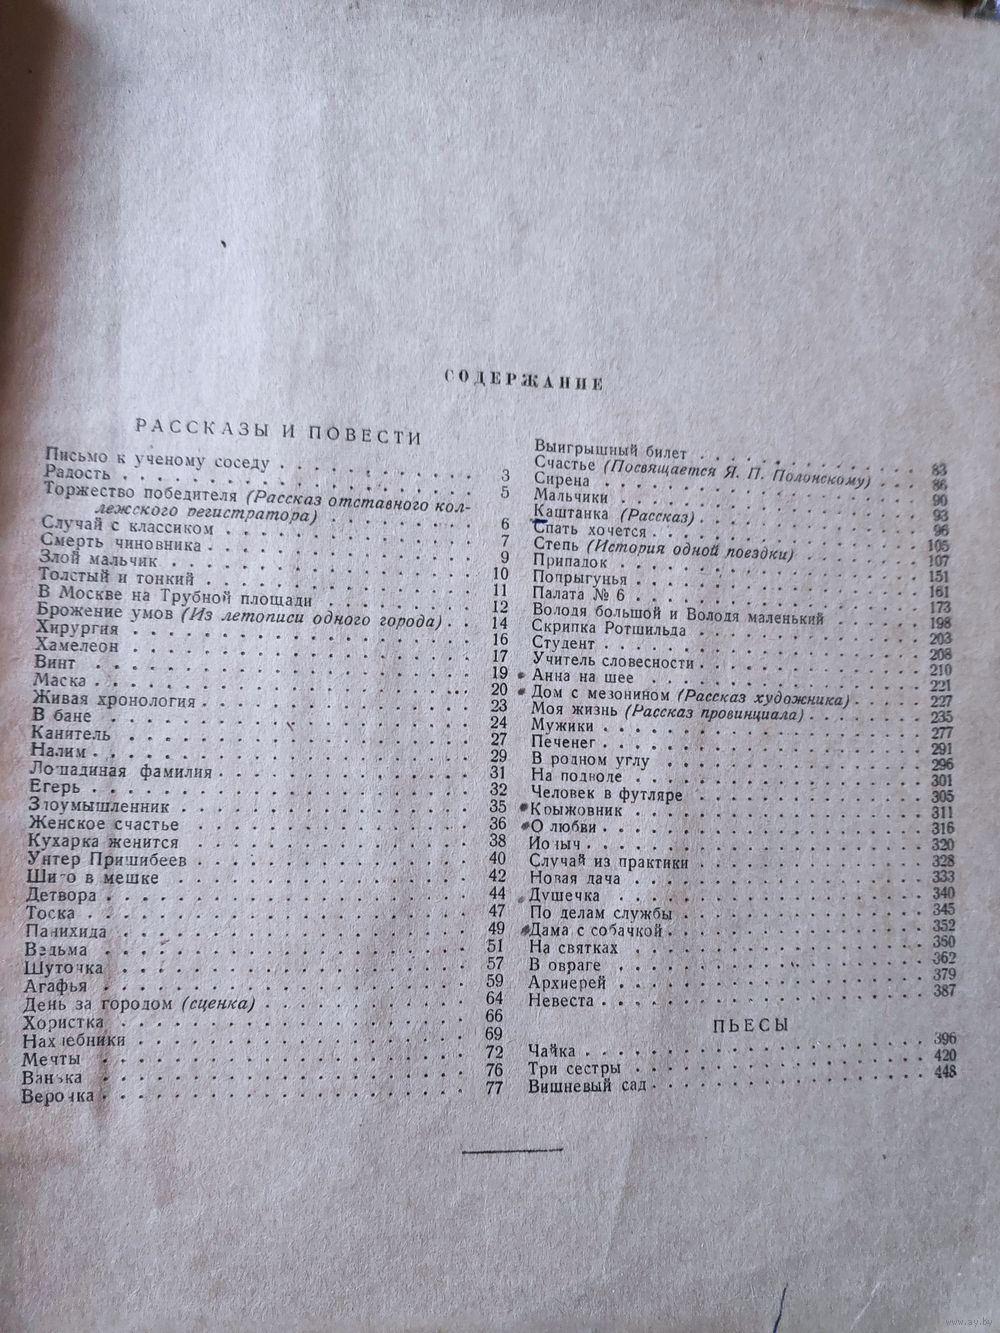 СОДЕРЖАНИЕ
РАССКАЗЫ И ПОВЕСТИ
Письмо к ученому соседу . . . . . . . . . . . 3
Радость . . . . . . . . . . . . . . . . . . . 5
Торжество победителя (Рассказ отставного кол-
лежского регистратора) . . . . . . . . . 6
Случай с классиком . . . . . . . . . . . . . 7
Смерть чиновника . . . . . . . . . . . . . . 9
Злой мальчик . . . . . . . . . . . . . . . . 10
Толстый и тонкий . . . . . . . . . . . . . . 11
В Москве на Трубной площади . . . . . . . . 12
Брожение умов (Из летописи одного города) . . 14
Хирургия . . . . . . . . . . . . . . . . . . 16
Хамелеон . . . . . . . . . . . . . . . . . . 17
Винт . . . . . . . . . . . . . . . . . . . . 19
Маска . . . . . . . . . . . . . . . . . . . 20
Живая хронология . . . . . . . . . . . . . . 23
В бане . . . . . . . . . . . . . . . . . . . 24
Канитель . . . . . . . . . . . . . . . . . . 27
Налим . . . . . . . . . . . . . . . . . . . 29
Лошадиная фамилия . . . . . . . . . . . . . 31
Егерь . . . . . . . . . . . . . . . . . . . 32
Злоумышленник . . . . . . . . . . . . . . . 35
Женское счастье . . . . . . . . . . . . . . 36
Кухарка женится . . . . . . . . . . . . . . 38
Унтер Пришибеев . . . . . . . . . . . . . . 40
Шило в мешке . . . . . . . . . . . . . . . . 42
Детвора . . . . . . . . . . . . . . . . . . 44
Тоска . . . . . . . . . . . . . . . . . . . 47
Панихида . . . . . . . . . . . . . . . . . . 49
Ведьма . . . . . . . . . . . . . . . . . . . 51
Шуточка . . . . . . . . . . . . . . . . . . 57
Агафья . . . . . . . . . . . . . . . . . . . 59
День за городом (сценка) . . . . . . . . . . 64
Хористка . . . . . . . . . . . . . . . . . . 66
Нахлебники . . . . . . . . . . . . . . . . . 69
Мечты . . . . . . . . . . . . . . . . . . . 72
Ванька . . . . . . . . . . . . . . . . . . . 76
Верочка . . . . . . . . . . . . . . . . . . 77
Выигрышный билет . . . . . . . . . . . . . . 83
Счастье (Посвящается Я. П. Полонскому) . . . 86
Сирена . . . . . . . . . . . . . . . . . . . 90
Мальчики . . . . . . . . . . . . . . . . . . 93
Каштанка (Рассказ) . . . . . . . . . . . . . 96
Спать хочется . . . . . . . . . . . . . . . 105
Степь (История одной поездки) . . . . . . . 107
Припадок . . . . . . . . . . . . . . . . . . 151
Попрыгунья . . . . . . . . . . . . . . . . . 161
Палата № 6 . . . . . . . . . . . . . . . . . 173
Володя большой и Володя маленький . . . . . 198
Скрипка Ротшильда . . . . . . . . . . . . . 203
Студент . . . . . . . . . . . . . . . . . . 208
Учитель словесности . . . . . . . . . . . . 210
Анна на шее . . . . . . . . . . . . . . . . 221
Дом с мезонином (Рассказ художника) . . . . 227
Моя жизнь (Рассказ провинциала) . . . . . . 235
Мужики . . . . . . . . . . . . . . . . . . . 277
Печенег . . . . . . . . . . . . . . . . . . 291
В родном углу . . . . . . . . . . . . . . . 296
На подводе . . . . . . . . . . . . . . . . . 301
Человек в футляре . . . . . . . . . . . . . 305
Крыжовник . . . . . . . . . . . . . . . . . 311
О любви . . . . . . . . . . . . . . . . . . 316
Ионыч . . . . . . . . . . . . . . . . . . . 320
Случай из практики . . . . . . . . . . . . . 328
Новая дача . . . . . . . . . . . . . . . . . 333
Душечка . . . . . . . . . . . . . . . . . . 340
По делам службы . . . . . . . . . . . . . . 345
Дама с собачкой . . . . . . . . . . . . . . 352
На святках . . . . . . . . . . . . . . . . . 360
В овраге . . . . . . . . . . . . . . . . . . 362
Архиерей . . . . . . . . . . . . . . . . . . 379
Невеста . . . . . . . . . . . . . . . . . . 387
ПЬЕСЫ
Чайка . . . . . . . . . . . . . . . . . . . 396
Три сестры . . . . . . . . . . . . . . . . . 420
Вишневый сад . . . . . . . . . . . . . . . . 448
www.ay.by